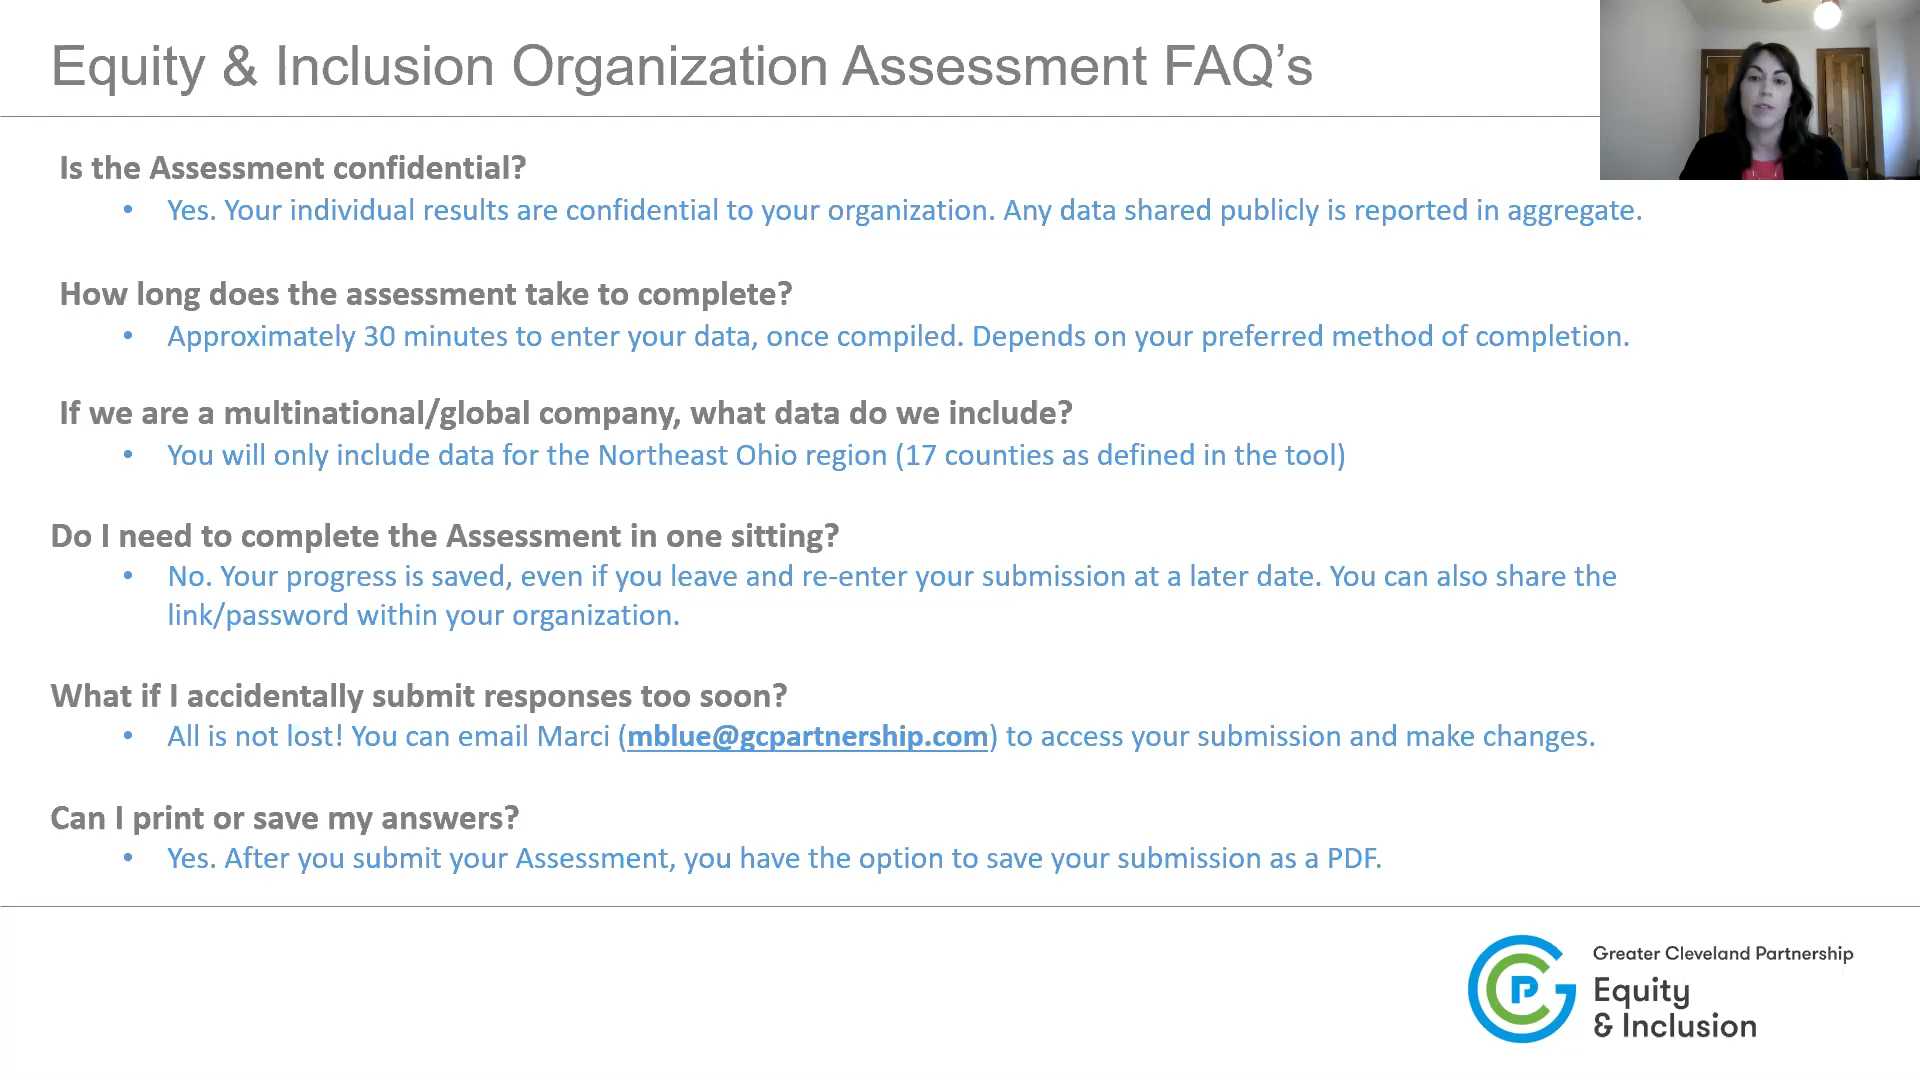 Equity & Inclusion Organization Assessment FAQ’s
Is the Assessment confidential?
• Yes. Your individual results are confidential to your organization. Any data shared publicly is reported in aggregate.
How long does the assessment take to complete?
• Approximately 30 minutes to enter your data, once compiled. Depends on your preferred method of completion.
If we are a multinational/global company, what data do we include?
• You will only include data for the Northeast Ohio region (17 counties as defined in the tool)
Do I need to complete the Assessment in one sitting?
• No. Your progress is saved, even if you leave and re-enter your submission at a later date. You can also share the
link/password within your organization.
What if I accidentally submit responses too soon?
• All is not lost! You can email Marci (mblue@gcpartnership.com) to access your submission and make changes.
Can I print or save my answers?
• Yes. After you submit your Assessment, you have the option to save your submission as a PDF.
GCP
Greater Cleveland Partnership
Equity
& Inclusion